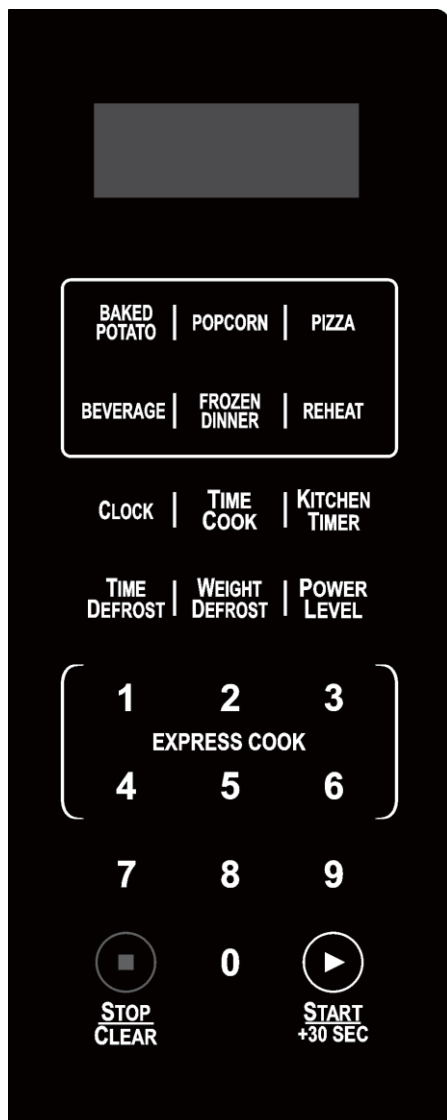 BAKED POTATO | POPCORN | PIZZA
BEVERAGE | FROZEN DINNER | REHEAT
CLOCK | TIME COOK | KITCHEN TIMER
TIME DEFROST | WEIGHT DEFROST | POWER LEVEL
1 2 3
EXPRESS COOK
4 5 6
7 8 9
0
STOP
CLEAR
START
+30 SEC